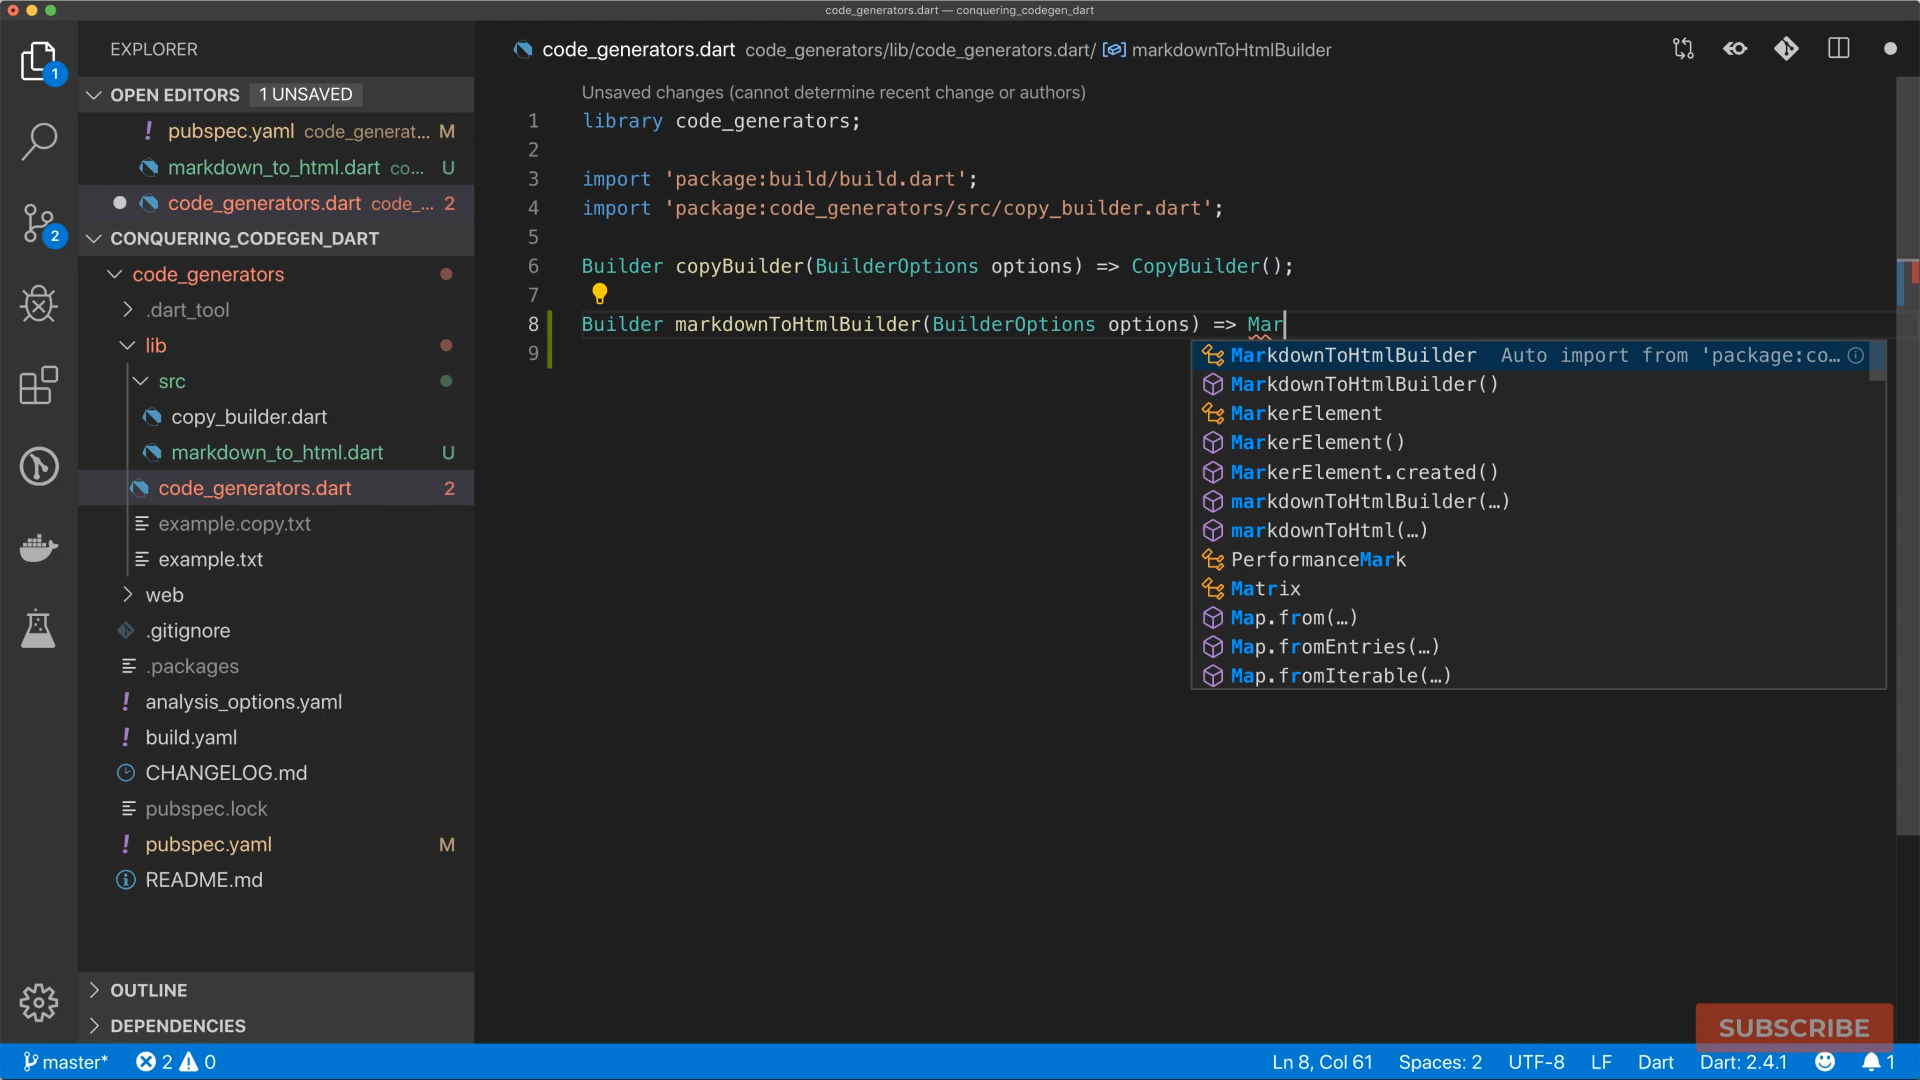 code_generators.dart — conquering_codegen_dart
EXPLORER
OPEN EDITORS 1 UNSAVED
! pubspec.yaml code_generat... M
markdown_to_html.dart co... U
code_generators.dart code_... 2
CONQUERING_CODEGEN_DART
code_generators
.dart_tool
lib
src
copy_builder.dart
markdown_to_html.dart U
code_generators.dart 2
example.copy.txt
example.txt
web
.gitignore
.packages
! analysis_options.yaml
! build.yaml
CHANGELOG.md
pubspec.lock
! pubspec.yaml M
README.md
OUTLINE
DEPENDENCIES
1
2
code_generators.dart code_generators/lib/code_generators.dart/ markdownToHtmlBuilder
Unsaved changes (cannot determine recent change or authors)
1 library code_generators;
2
3 import 'package:build/build.dart';
4 import 'package:code_generators/src/copy_builder.dart';
5
6 Builder copyBuilder(BuilderOptions options) => CopyBuilder();
7
8 Builder markdownToHtmlBuilder(BuilderOptions options) => Mar
9
MarkdownToHtmlBuilder Auto import from 'package:co...
MarkdownToHtmlBuilder()
MarkerElement
MarkerElement()
MarkerElement.created()
markdownToHtmlBuilder(…)
markdownToHtml(…)
PerformanceMark
Matrix
Map.from(…)
Map.fromEntries(…)
Map.fromIterable(…)
SUBSCRIBE
master* 2 0 Ln 8, Col 61 Spaces: 2 UTF-8 LF Dart Dart: 2.4.1 1